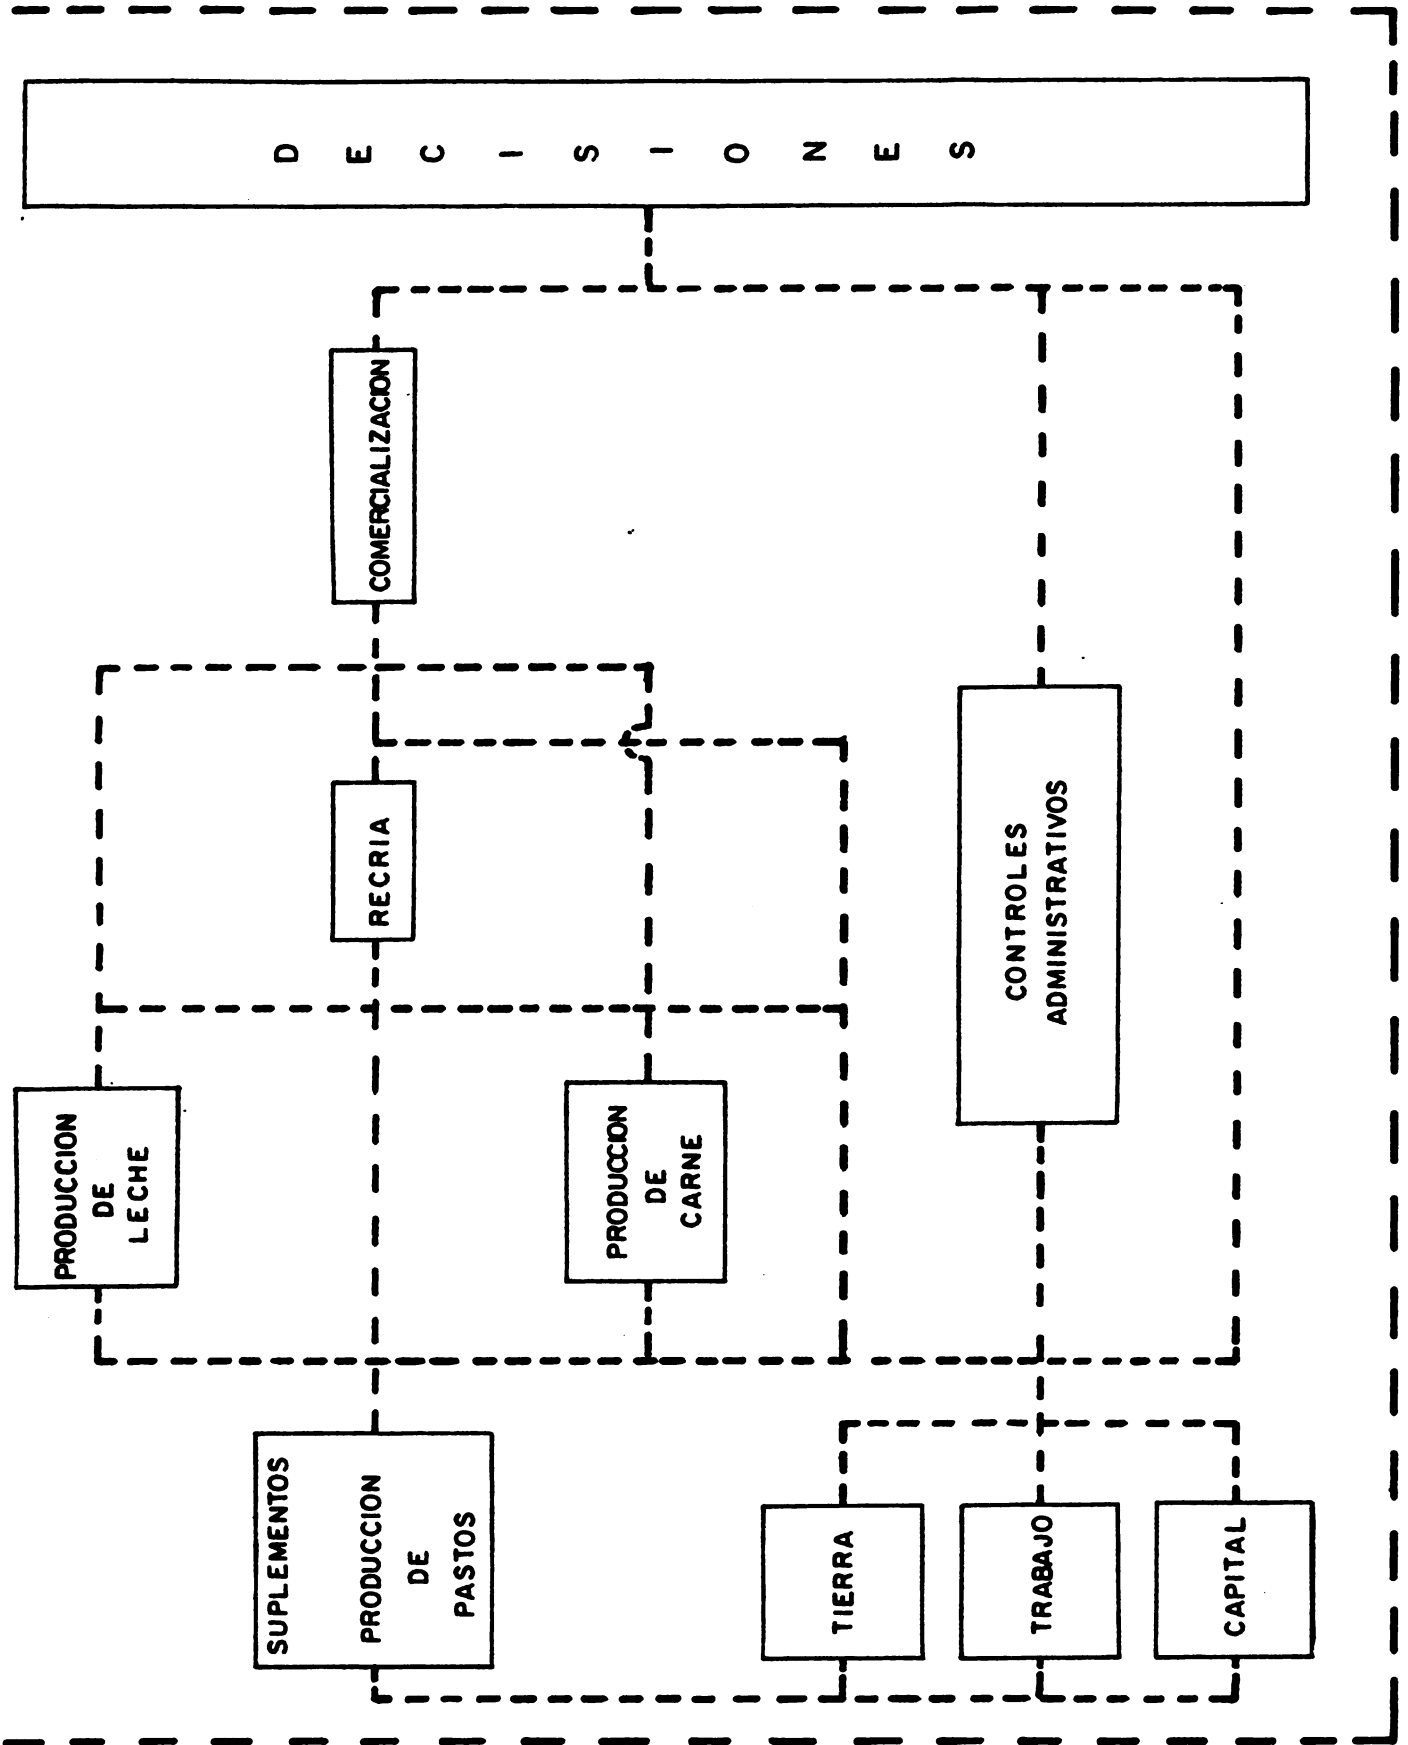 SUPLEMENTOS
PRODUCCION
DE
PASTOS
PRODUCCION
DE
LECHE
RECRIA
COMERCIALIZACION
PRODUCCION
DE
CARNE
TIERRA
TRABAJO
CAPITAL
CONTROLES
ADMINISTRATIVOS
DECISIONES